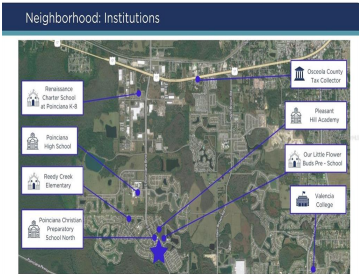 Neighborhood: Institutions
Renaissance
Charter School
at Poinciana K-8
Osceola County
Tax Collector
Poinciana
High School
Pleasant
Hill Academy
Reedy Creek
Elementary
Our Little Flower
Buds Pre - School
Poinciana Christian
Preparatory
School North
Valencia
College